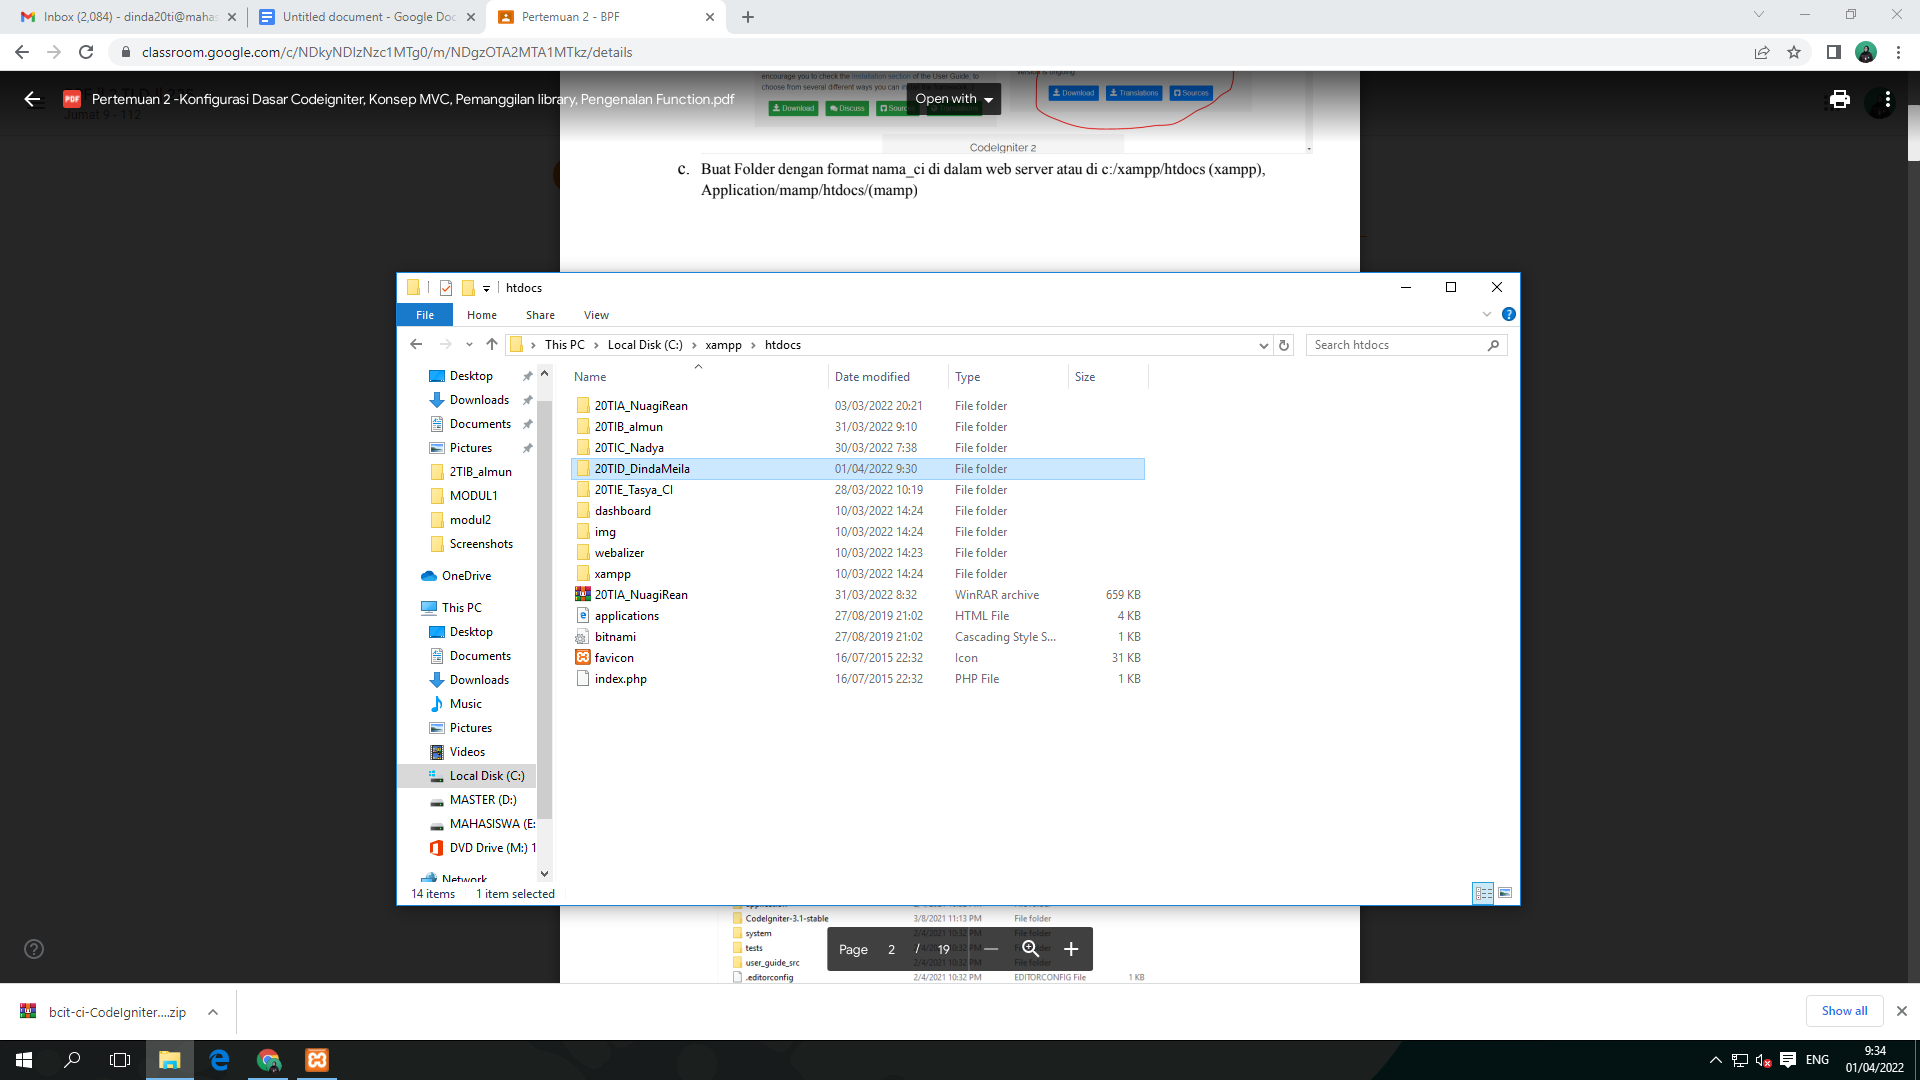 Inbox (2,084) - dinda20ti@mahas
Untitled document - Google Doc
Pertemuan 2 - BPF
classroom.google.com/c/NDkyNDIzNzc1MTg0/m/NDgzOTA2MTA1MTkz/details
encourage you to check the installation section of the User Guide, to
choose from several different ways you can
version is ongoing
Pertemuan 2 -Konfigurasi Dasar Codeigniter, Konsep MVC, Pemanggilan library, Pengenalan Function.pdf
Open with
Jumat 9 - 112
Download Discuss Sources
Download Translations Sources
CodeIgniter 2
c. Buat Folder dengan format nama_ci di dalam web server atau di c:/xampp/htdocs (xampp),
Application/mamp/htdocs/(mamp)
htdocs
File Home Share View
This PC Local Disk (C:) xampp htdocs
Search htdocs
Desktop
Downloads
Documents
Pictures
2TIB_almun
MODUL1
modul2
Screenshots
OneDrive
This PC
Desktop
Documents
Downloads
Music
Pictures
Videos
Local Disk (C:)
MASTER (D:)
MAHASISWA (E:
DVD Drive (M:) 1
Network
Name Date modified Type Size
20TIA_NuagiRean 03/03/2022 20:21 File folder
20TIB_almun 31/03/2022 9:10 File folder
20TIC_Nadya 30/03/2022 7:38 File folder
20TID_DindaMeila 01/04/2022 9:30 File folder
20TIE_Tasya_CI 28/03/2022 10:19 File folder
dashboard 10/03/2022 14:24 File folder
img 10/03/2022 14:24 File folder
webalizer 10/03/2022 14:23 File folder
xampp 10/03/2022 14:24 File folder
20TIA_NuagiRean 31/03/2022 8:32 WinRAR archive 659 KB
applications 27/08/2019 21:02 HTML File 4 KB
bitnami 27/08/2019 21:02 Cascading Style S... 1 KB
favicon 16/07/2015 22:32 Icon 31 KB
index.php 16/07/2015 22:32 PHP File 1 KB
14 items 1 item selected
CodeIgniter-3.1-stable 3/8/2021 11:13 PM File folder
system 2/4/2021 10:32 PM File folder
tests
user_guide_src
.editorconfig 2/4/2021 10:32 PM EDITORCONFIG File 1 KB
Page 2 / 19
bcit-ci-CodeIgniter....zip
Show all
ENG
9:34
01/04/2022